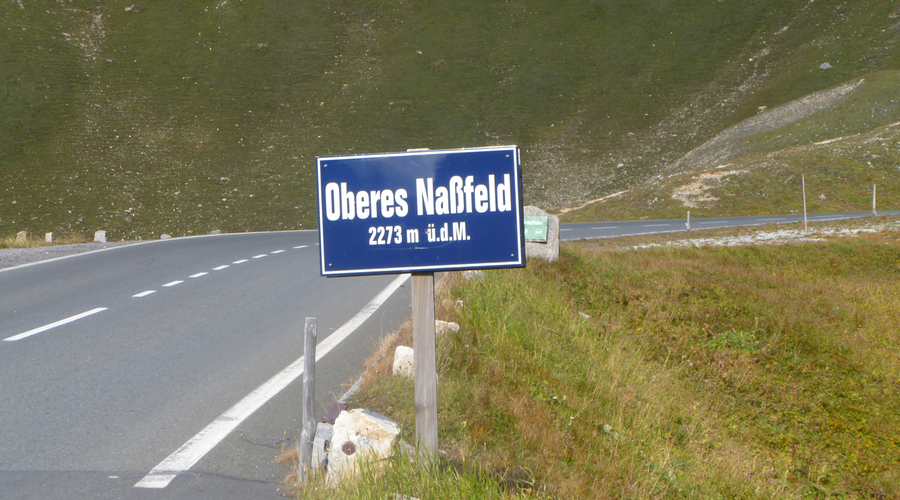 Oberes Naßfeld
2273 m ü.d.M.